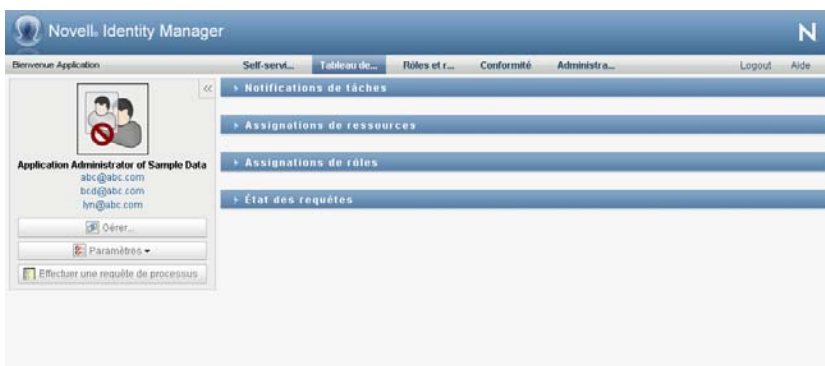 Novell® Identity Manager
N
Bienvenue Application
Self-servi... Tableau de... Rôles et r... Conformité Administra... Logout Aide
Notifications de tâches
Assignations de ressources
Assignations de rôles
État des requêtes
Application Administrator of Sample Data
abc@abc.com
bcd@abc.com
lyn@abc.com
Gérer...
Paramètres
Effectuer une requête de processus